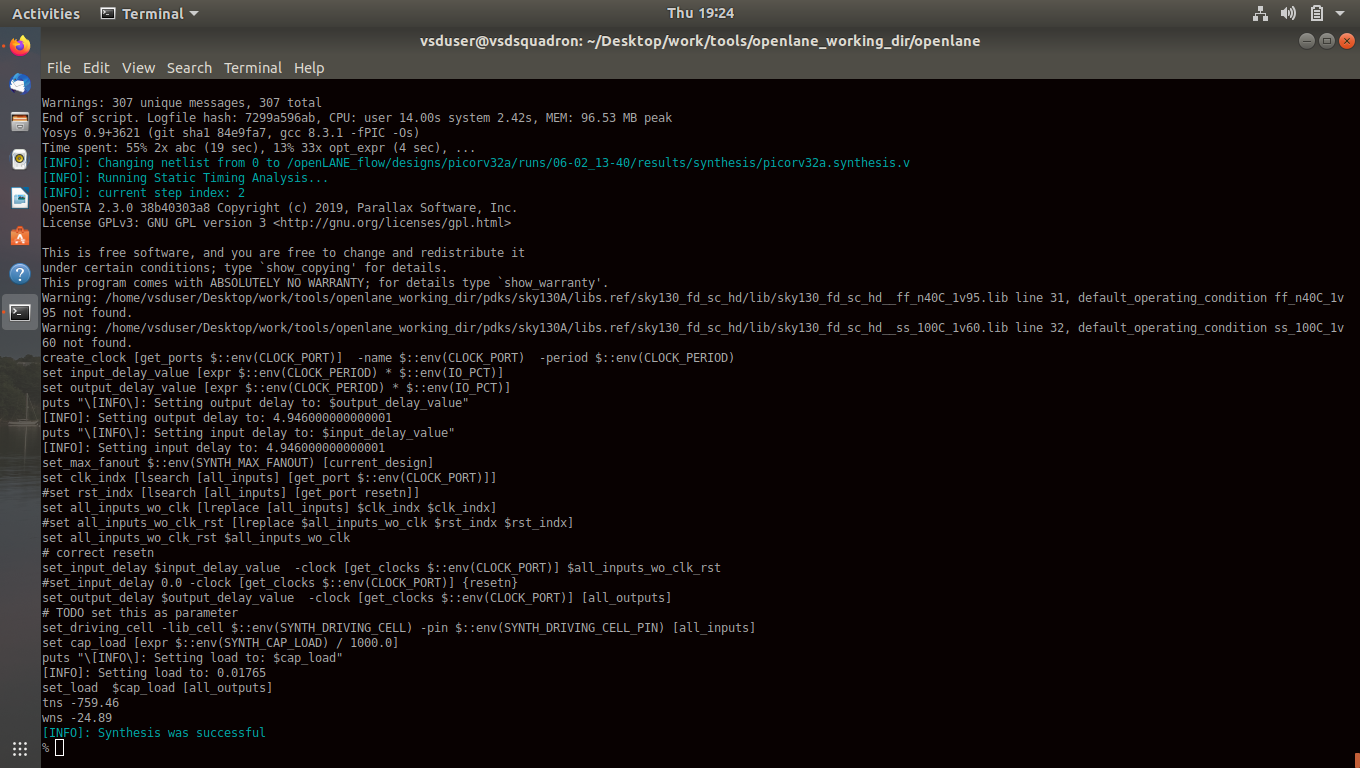 Activities Terminal Thu 19:24
vsduser@vsdsquadron: ~/Desktop/work/tools/openlane_working_dir/openlane
File Edit View Search Terminal Help
Warnings: 307 unique messages, 307 total
End of script. Logfile hash: 7299a596ab, CPU: user 14.00s system 2.42s, MEM: 96.53 MB peak
Yosys 0.9+3621 (git sha1 84e9fa7, gcc 8.3.1 -fPIC -Os)
Time spent: 55% 2x abc (19 sec), 13% 33x opt_expr (4 sec), ...
[INFO]: Changing netlist from 0 to /openLANE_flow/designs/picorv32a/runs/06-02_13-40/results/synthesis/picorv32a.synthesis.v
[INFO]: Running Static Timing Analysis...
[INFO]: current step index: 2
OpenSTA 2.3.0 38b40303a8 Copyright (c) 2019, Parallax Software, Inc.
License GPLv3: GNU GPL version 3 <http://gnu.org/licenses/gpl.html>
This is free software, and you are free to change and redistribute it
under certain conditions; type `show_copying' for details.
This program comes with ABSOLUTELY NO WARRANTY; for details type `show_warranty'.
Warning: /home/vsduser/Desktop/work/tools/openlane_working_dir/pdks/sky130A/libs.ref/sky130_fd_sc_hd/lib/sky130_fd_sc_hd__ff_n40C_1v95.lib line 31, default_operating_condition ff_n40C_1v
95 not found.
Warning: /home/vsduser/Desktop/work/tools/openlane_working_dir/pdks/sky130A/libs.ref/sky130_fd_sc_hd/lib/sky130_fd_sc_hd__ss_100C_1v60.lib line 32, default_operating_condition ss_100C_1v
60 not found.
create_clock [get_ports $::env(CLOCK_PORT)]  -name $::env(CLOCK_PORT)  -period $::env(CLOCK_PERIOD)
set input_delay_value [expr $::env(CLOCK_PERIOD) * $::env(IO_PCT)]
set output_delay_value [expr $::env(CLOCK_PERIOD) * $::env(IO_PCT)]
puts "\[INFO\]: Setting output delay to: $output_delay_value"
[INFO]: Setting output delay to: 4.946000000000001
puts "\[INFO\]: Setting input delay to: $input_delay_value"
[INFO]: Setting input delay to: 4.946000000000001
set_max_fanout $::env(SYNTH_MAX_FANOUT) [current_design]
set clk_indx [lsearch [all_inputs] [get_port $::env(CLOCK_PORT)]]
#set rst_indx [lsearch [all_inputs] [get_port resetn]]
set all_inputs_wo_clk [lreplace [all_inputs] $clk_indx $clk_indx]
#set all_inputs_wo_clk_rst [lreplace $all_inputs_wo_clk $rst_indx $rst_indx]
set all_inputs_wo_clk_rst $all_inputs_wo_clk
# correct resetn
set_input_delay $input_delay_value  -clock [get_clocks $::env(CLOCK_PORT)] $all_inputs_wo_clk_rst
#set_input_delay 0.0 -clock [get_clocks $::env(CLOCK_PORT)] {resetn}
set_output_delay $output_delay_value  -clock [get_clocks $::env(CLOCK_PORT)] [all_outputs]
# TODO set this as parameter
set_driving_cell -lib_cell $::env(SYNTH_DRIVING_CELL) -pin $::env(SYNTH_DRIVING_CELL_PIN) [all_inputs]
set cap_load [expr $::env(SYNTH_CAP_LOAD) / 1000.0]
puts "\[INFO\]: Setting load to: $cap_load"
[INFO]: Setting load to: 0.01765
set_load  $cap_load [all_outputs]
tns -759.46
wns -24.89
[INFO]: Synthesis was successful
%